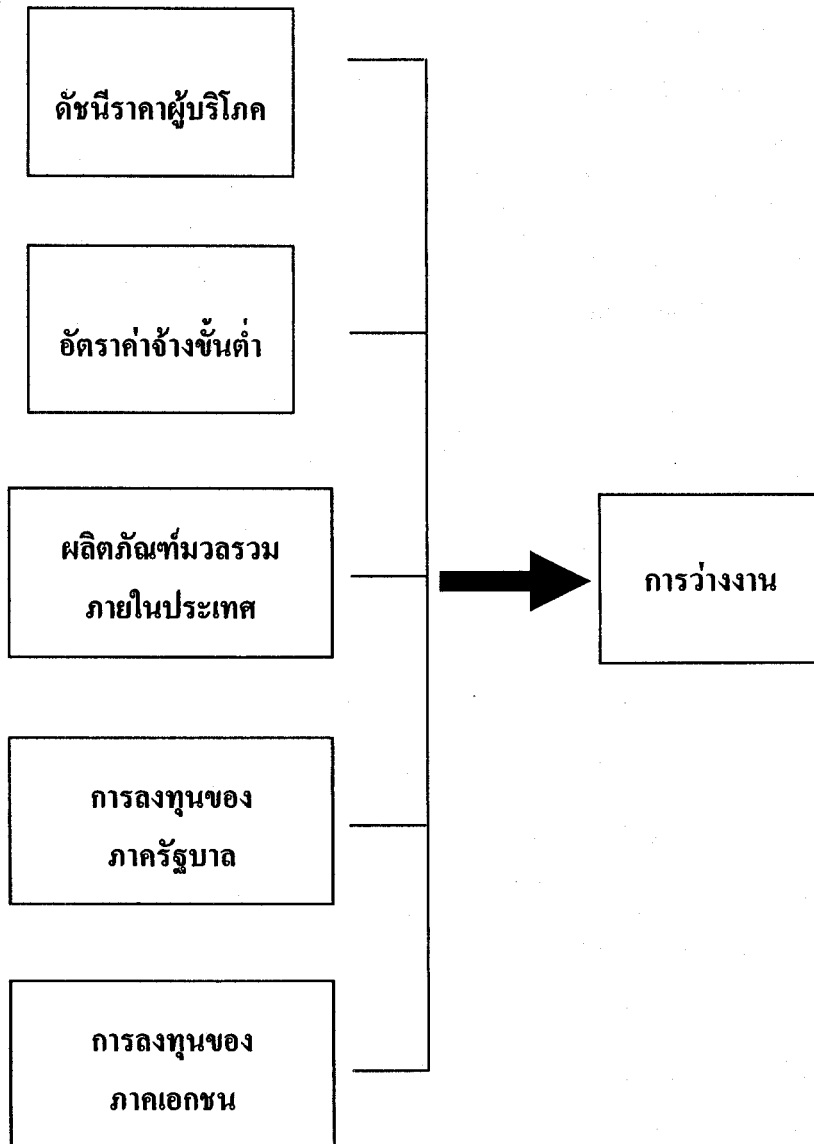 ดัชนีราคาผู้บริโภค
อัตราค่าจ้างขั้นต่ำ
ผลิตภัณฑ์มวลรวม
ภายในประเทศ
การว่างงาน
การลงทุนของ
ภาครัฐบาล
การลงทุนของ
ภาคเอกชน